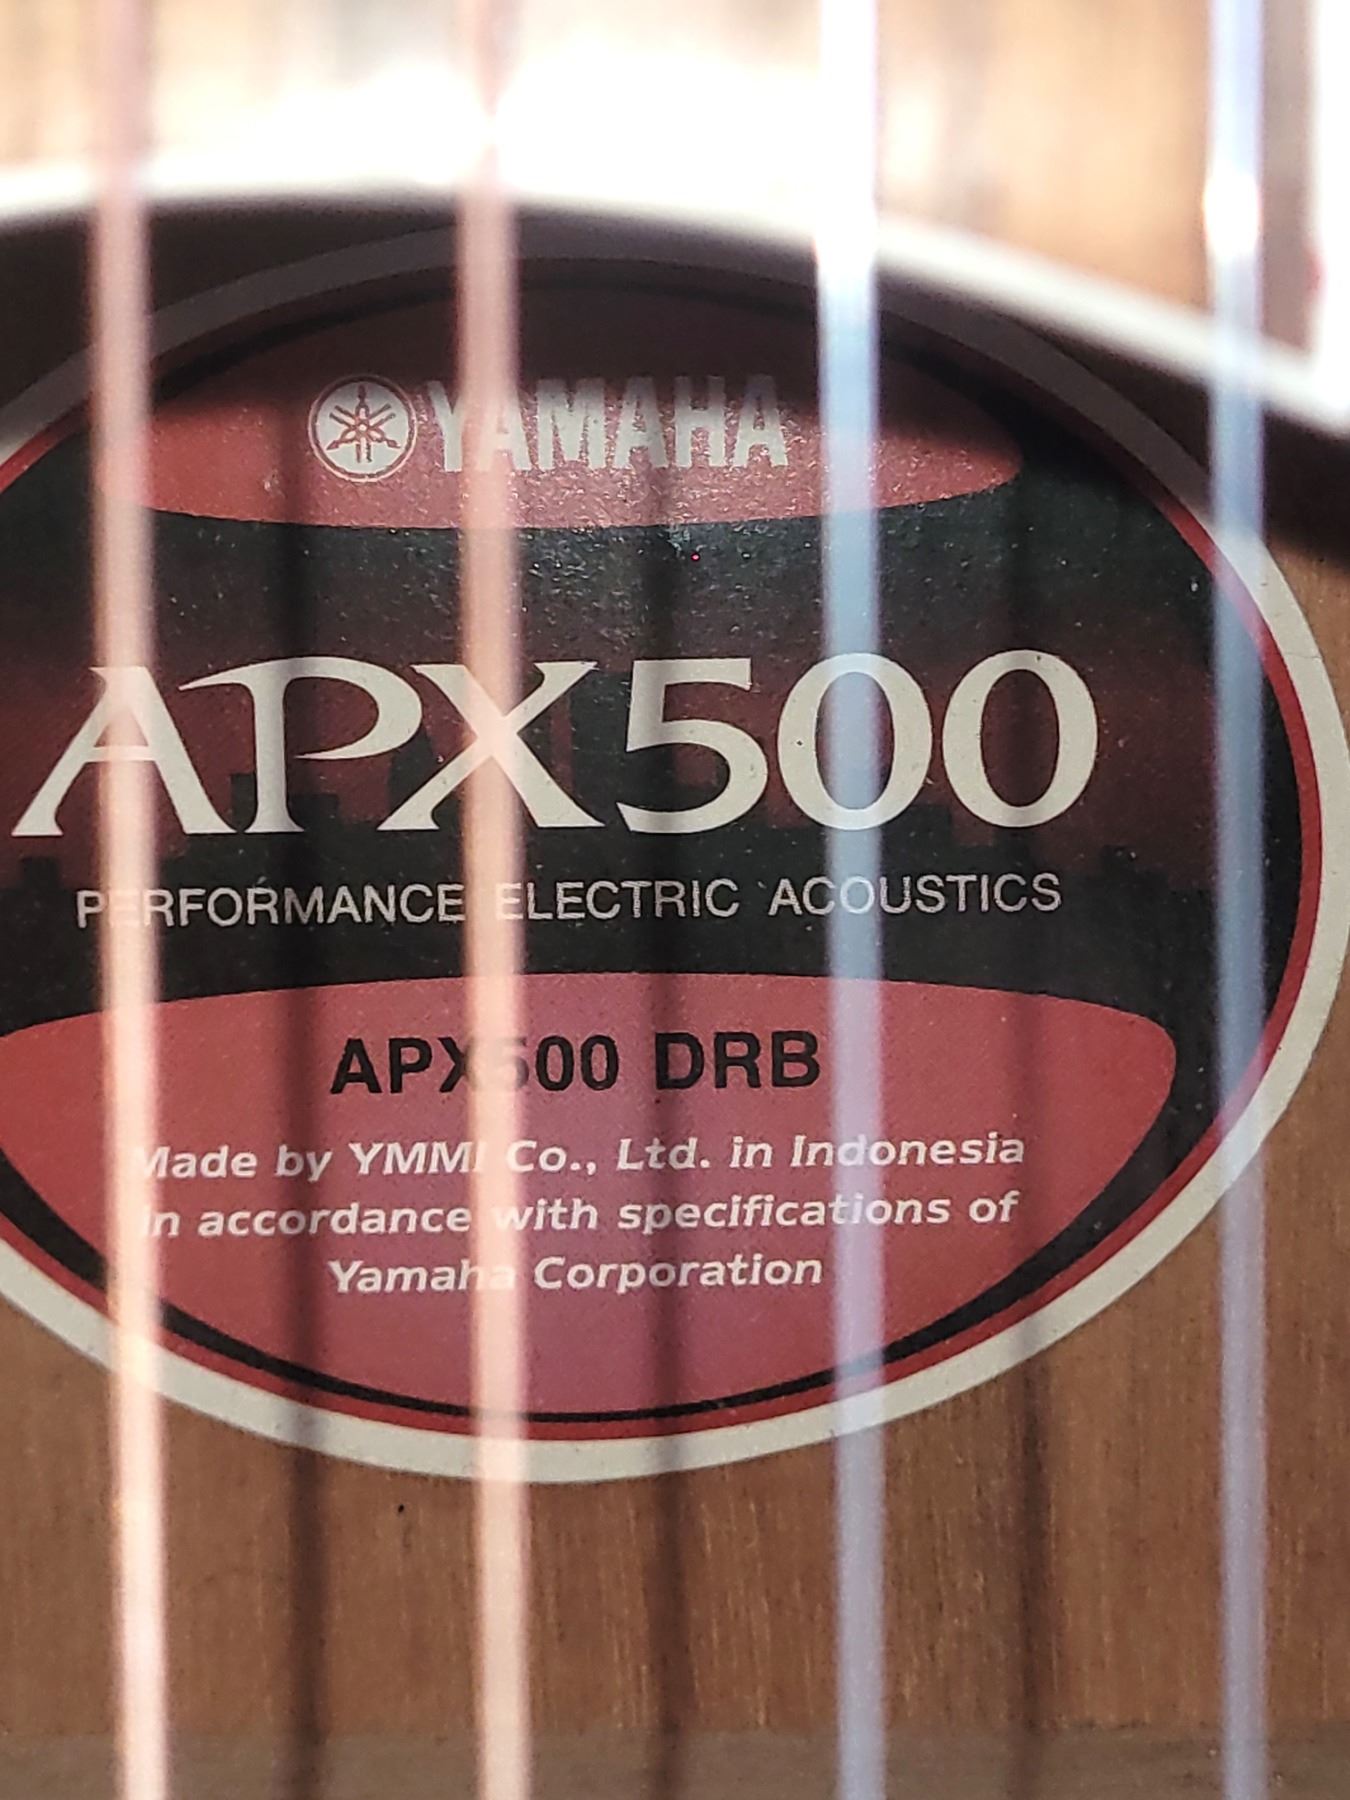 YAMAHA
APX500
PERFORMANCE ELECTRIC ACOUSTICS
APX500 DRB
Made by YMMI Co., Ltd. in Indonesia
in accordance with specifications of
Yamaha Corporation